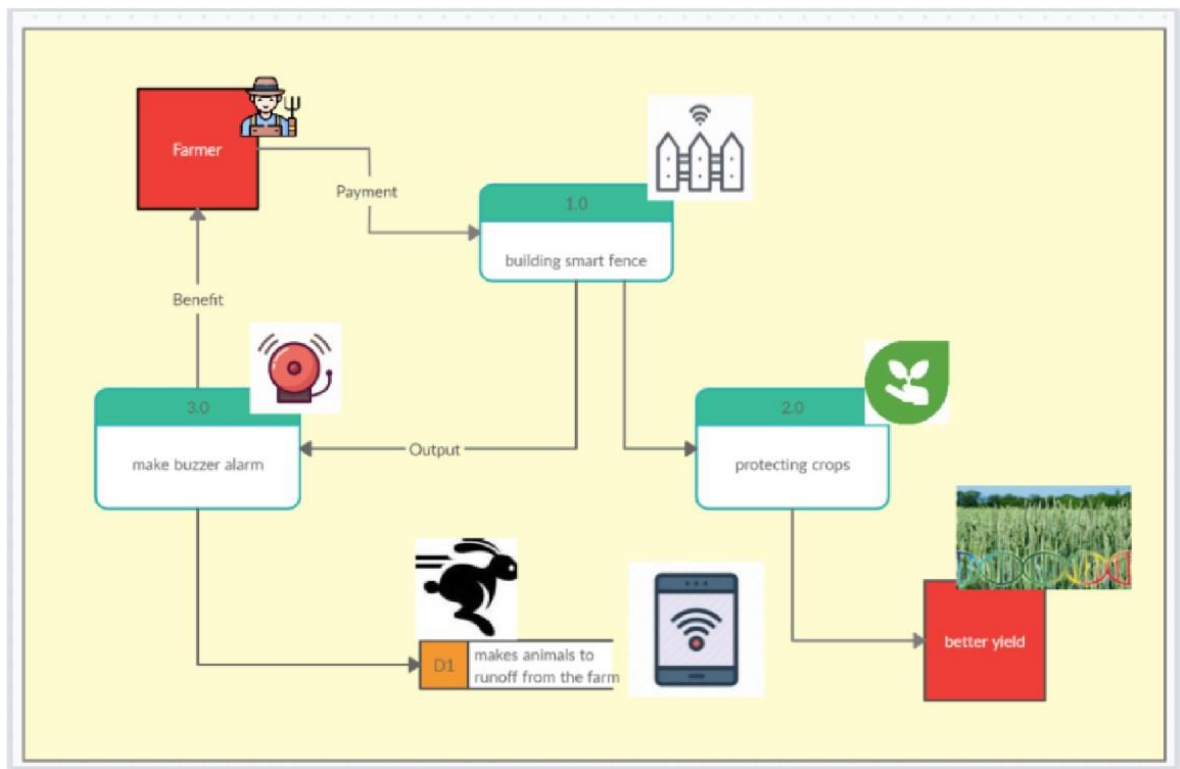 Farmer
Payment
1.0
building smart fence
Benefit
3.0
make buzzer alarm
Output
2.0
protecting crops
D1
makes animals to
runoff from the farm
better yield